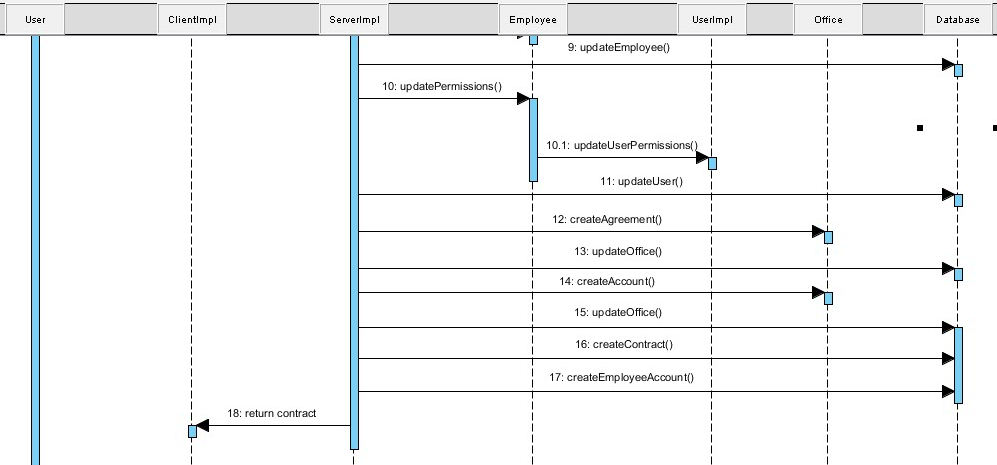 User ClientImpl ServerImpl Employee UserImpl Office Database
9: updateEmployee()
10: updatePermissions()
10.1: updateUserPermissions()
11: updateUser()
12: createAgreement()
13: updateOffice()
14: createAccount()
15: updateOffice()
16: createContract()
17: createEmployeeAccount()
18: return contract